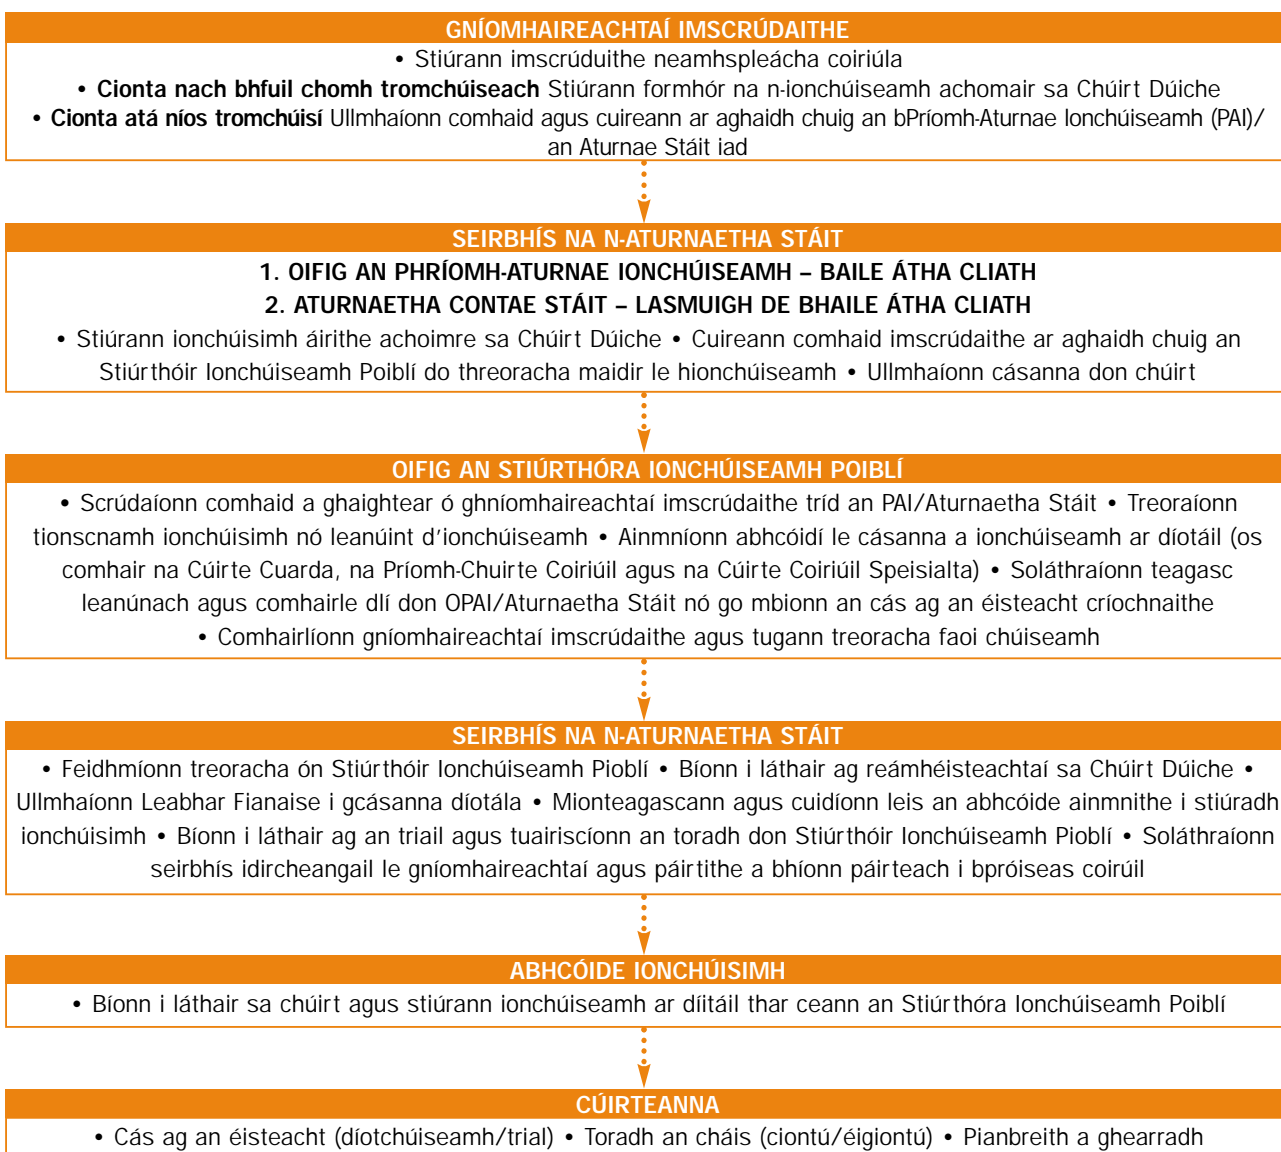 GNÍOMHAIREACHTAÍ IMSCRÚDAITHE
• Stiúrann imscrúduithe neamhspleácha coiriúla
• Cionta nach bhfuil chomh tromchúiseach Stiúrann formhór na n-ionchúiseamh achomair sa Chúirt Dúiche
• Cionta atá níos tromchúisí Ullmhaíonn comhaid agus cuireann ar aghaidh chuig an bPríomh-Aturnae Ionchúiseamh (PAI)/
an Aturnae Stáit iad
SEIRBHÍS NA N-ATURNAETHA STÁIT
1. OIFIG AN PHRÍOMH-ATURNAE IONCHÚISEAMH – BAILE ÁTHA CLIATH
2. ATURNAETHA CONTAE STÁIT – LASMUIGH DE BHAILE ÁTHA CLIATH
• Stiúrann ionchúisimh áirithe achoimre sa Chúirt Dúiche • Cuireann comhaid imscrúdaithe ar aghaidh chuig an
Stiúrthóir Ionchúiseamh Poiblí do threoracha maidir le hionchúiseamh • Ullmhaíonn cásanna don chúirt
OIFIG AN STIÚRTHÓRA IONCHÚISEAMH POIBLÍ
• Scrúdaíonn comhaid a ghaightear ó ghníomhaireachtaí imscrúdaithe tríd an PAI/Aturnaetha Stáit • Treoraíonn
tionscnamh ionchúisimh nó leanúint d'ionchúiseamh • Ainmníonn abhcóidí le cásanna a ionchúiseamh ar díotáil (os
comhair na Cúirte Cuarda, na Príomh-Chuirte Coiriúil agus na Cúirte Coiriúil Speisialta) • Soláthraíonn teagasc
leanúnach agus comhairle dlí don OPAI/Aturnaetha Stáit nó go mbionn an cás ag an éisteacht críochnaithe
• Comhairlíonn gníomhaireachtaí imscrúdaithe agus tugann treoracha faoi chúiseamh
SEIRBHÍS NA N-ATURNAETHA STÁIT
• Feidhmíonn treoracha ón Stiúrthóir Ionchúiseamh Pioblí • Bíonn i láthair ag reámhéisteachtaí sa Chúirt Dúiche •
Ullmhaíonn Leabhar Fianaise i gcásanna díotála • Mionteagascann agus cuidíonn leis an abhcóide ainmnithe i stiúradh
ionchúisimh • Bíonn i láthair ag an triail agus tuairiscíonn an toradh don Stiúrthóir Ionchúiseamh Pioblí • Soláthraíonn
seirbhís idircheangail le gníomhaireachtaí agus páirtithe a bhíonn páirteach i bpróiseas coirúil
ABHCÓIDE IONCHÚISIMH
• Bíonn i láthair sa chúirt agus stiúrann ionchúiseamh ar díitáil thar ceann an Stiúrthóra Ionchúiseamh Poiblí
CÚIRTEANNA
• Cás ag an éisteacht (díotchúiseamh/trial) • Toradh an cháis (ciontú/éigiontú) • Pianbreith a ghearradh